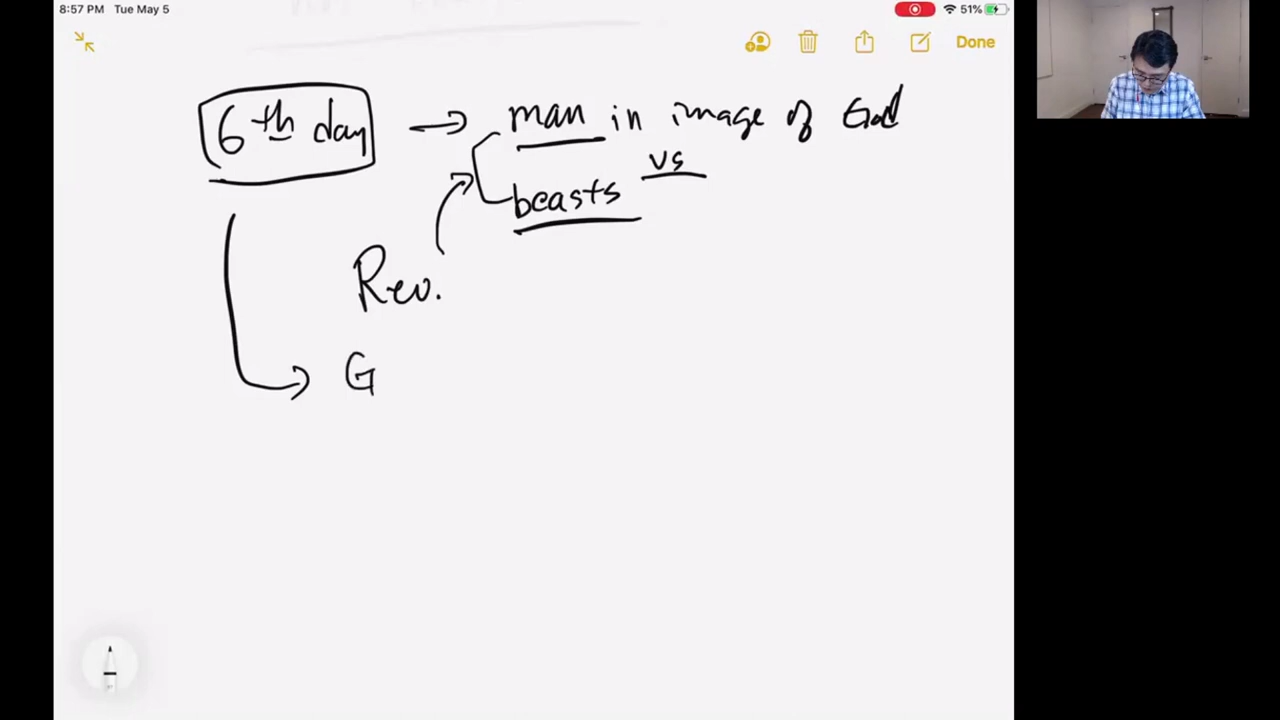 8:57 PM Tue May 5
51%
Done
6th day → man in image of God
vs
beasts
Rev.
G